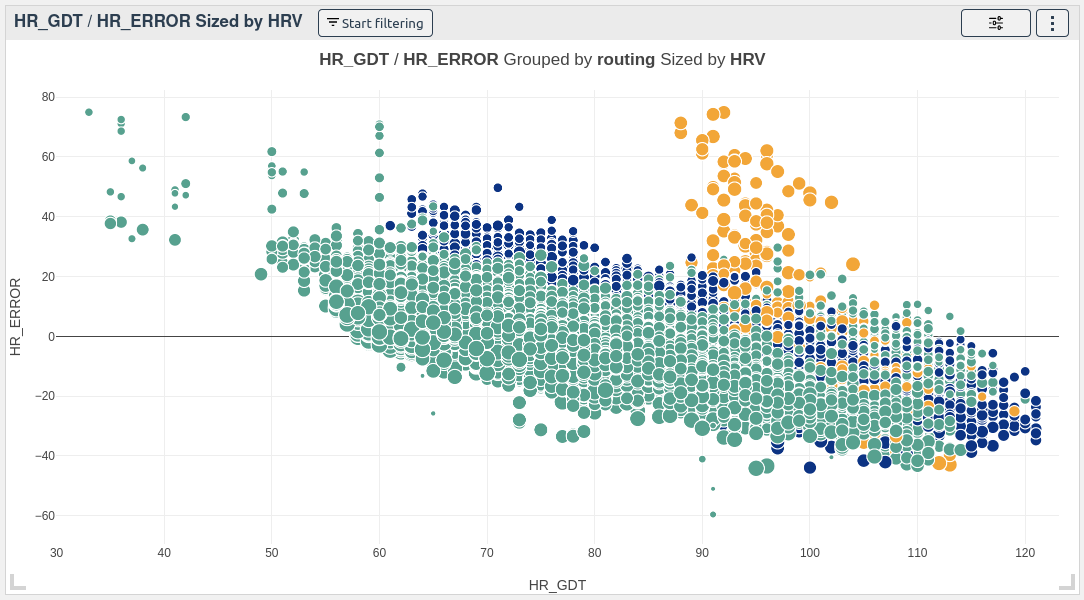 HR_GDT / HR_ERROR Sized by HRV
Start filtering
HR_GDT / HR_ERROR Grouped by routing Sized by HRV
80
60
40
20
0
−20
−40
−60
HR_ERROR
30 40 50 60 70 80 90 100 110 120
HR_GDT